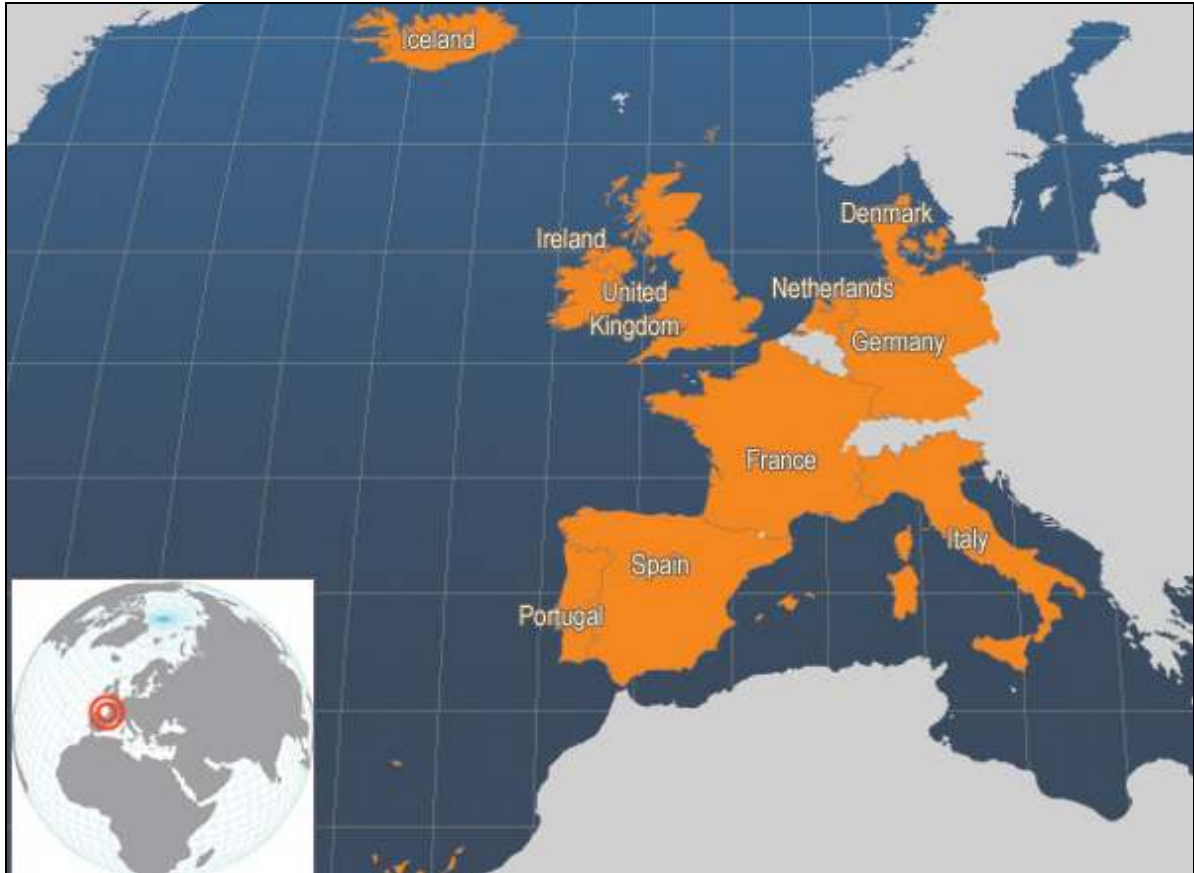 Iceland
Denmark
Ireland
Netherlands
United
Kingdom
Germany
France
Italy
Spain
Portugal